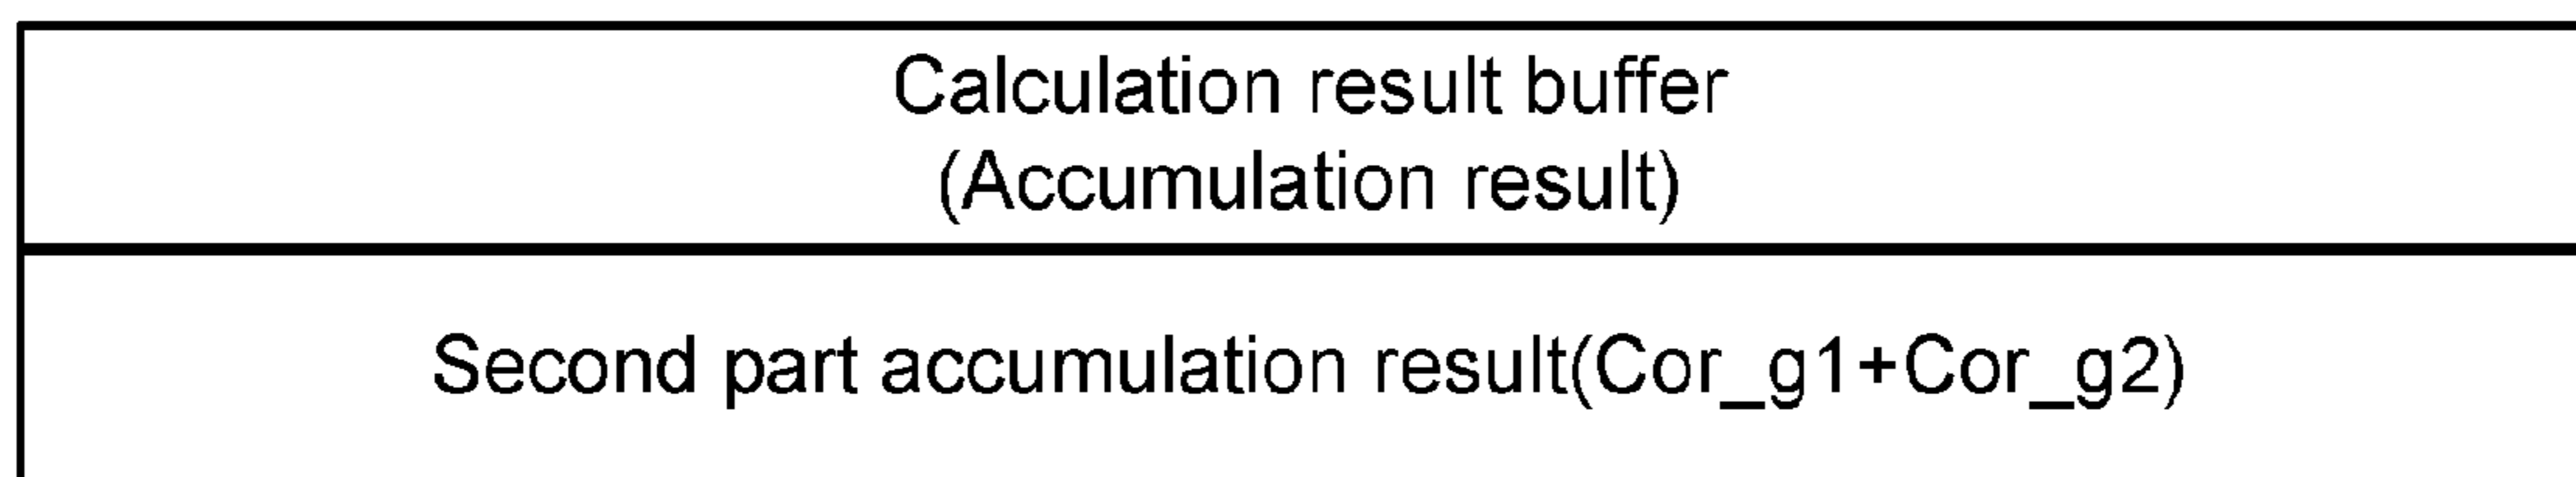 Calculation result buffer
(Accumulation result)
Second part accumulation result(Cor_g1+Cor_g2)